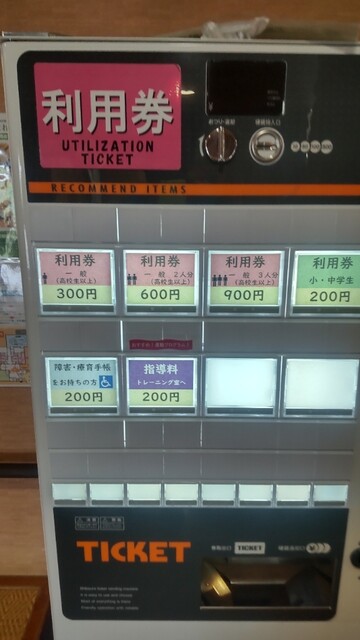 利用券
UTILIZATION
TICKET
RECOMMEND ITEMS
利用券
一般
(高校生以上)
300円
利用券
一般 2人分
(高校生以上)
600円
利用券
一般 3人分
(高校生以上)
900円
利用券
小・中学生
200円
障害・療育手帳
をお持ちの方
200円
指導料
トレーニング室へ
200円
TICKET
TICKET